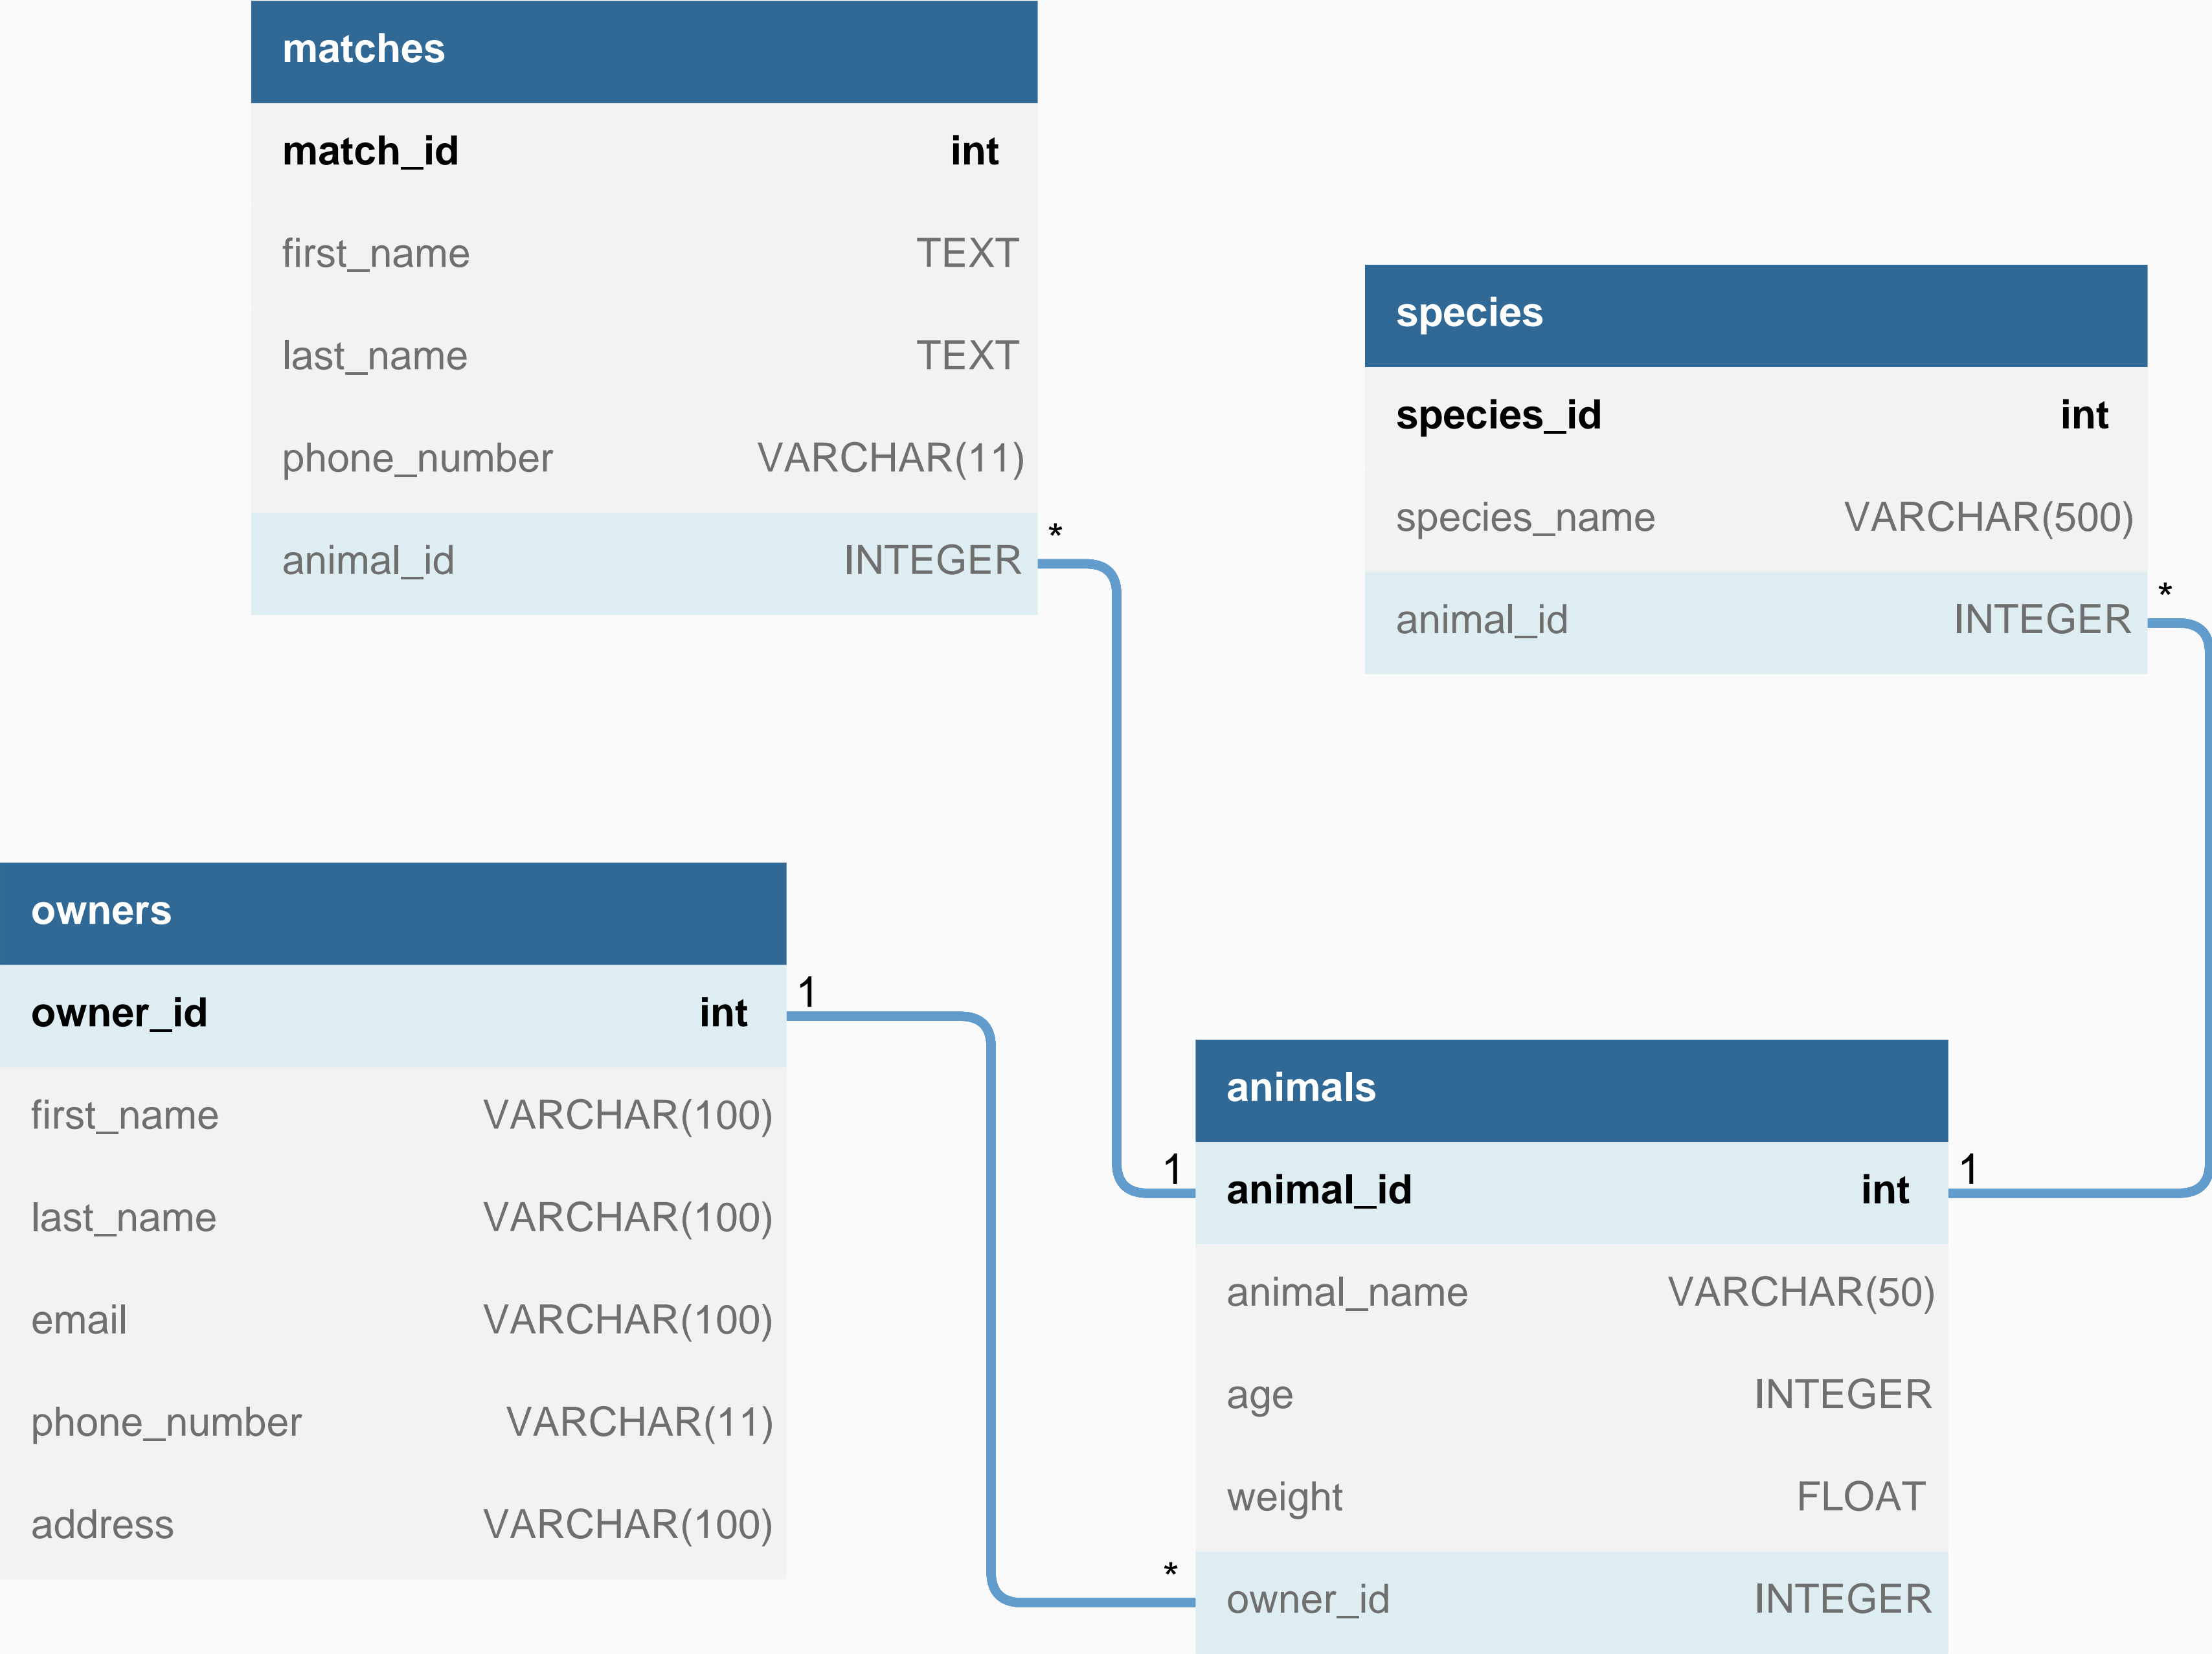 matches
match_id int
first_name TEXT
last_name TEXT
phone_number VARCHAR(11)
animal_id INTEGER
*
species
species_id int
species_name VARCHAR(500)
animal_id INTEGER
*
owners
owner_id int
1
first_name VARCHAR(100)
last_name VARCHAR(100)
email VARCHAR(100)
phone_number VARCHAR(11)
address VARCHAR(100)
animals
1
animal_id int
1
animal_name VARCHAR(50)
age INTEGER
weight FLOAT
*
owner_id INTEGER